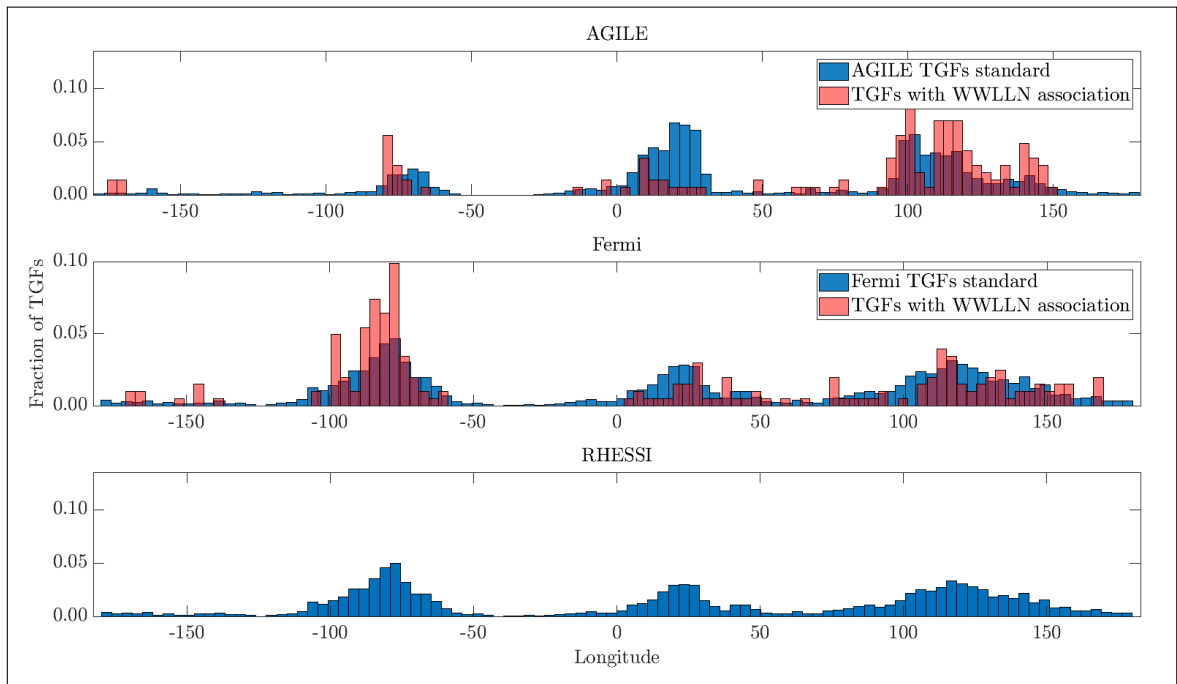 AGILE
AGILE TGFs standard
TGFs with WWLLN association
0.10
0.05
0.00
-150 -100 -50 0 50 100 150
Fermi
Fermi TGFs standard
TGFs with WWLLN association
0.10
0.05
0.00
-150 -100 -50 0 50 100 150
Fraction of TGFs
RHESSI
0.10
0.05
0.00
-150 -100 -50 0 50 100 150
Longitude